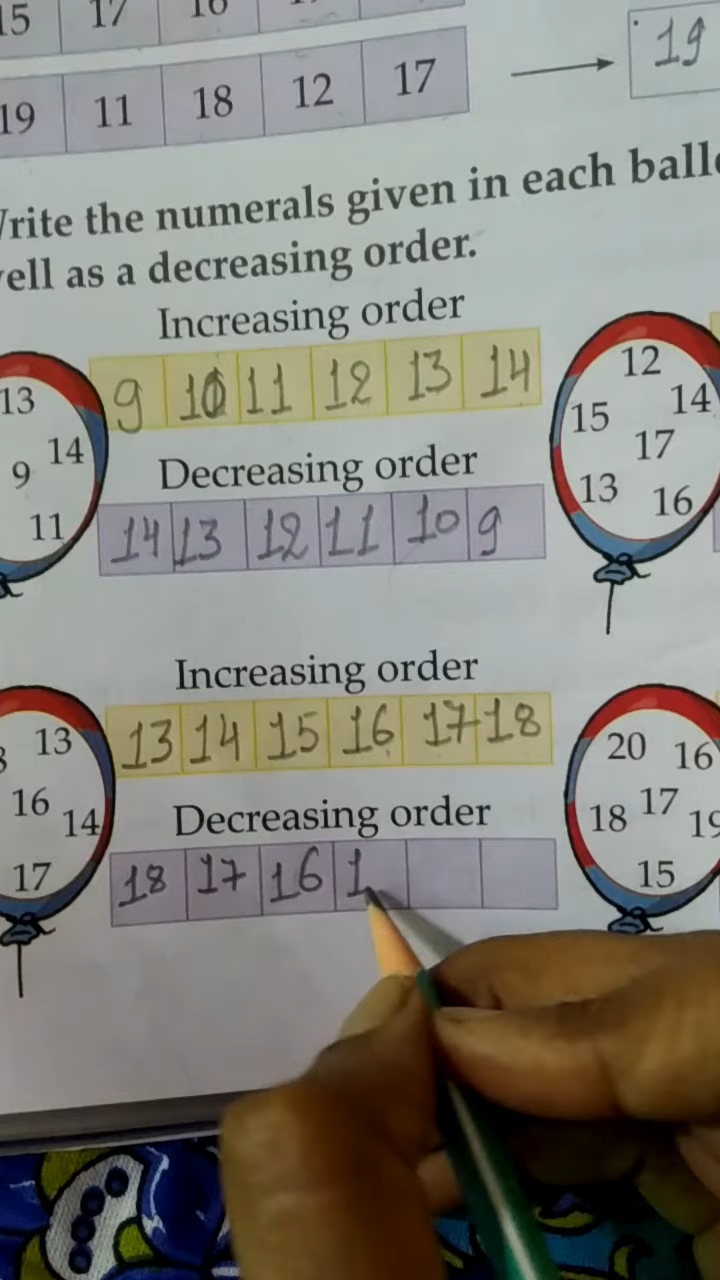 15 17 16
19 11 18 12 17 19
Write the numerals given in each
well as a decreasing order.
Increasing order
13 9 14 11
9 10 11 12 13 14
12 15 14 17 13 16
Decreasing order
14 13 12 11 10 9
Increasing order
13 16 14 17
13 14 15 16 17 18
20 16 18 17 19 15
Decreasing order
18 17 16 1